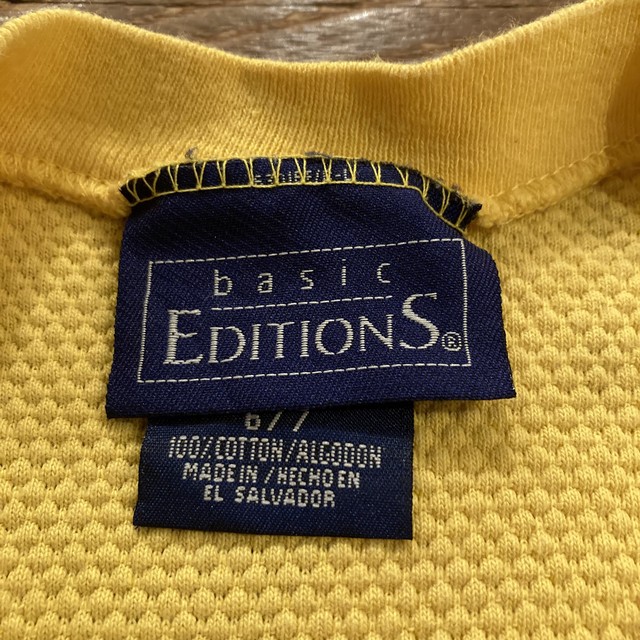 basic
EDITIONS®
6/7
100%COTTON/ALGODON
MADE IN/HECHO EN
EL SALVADOR